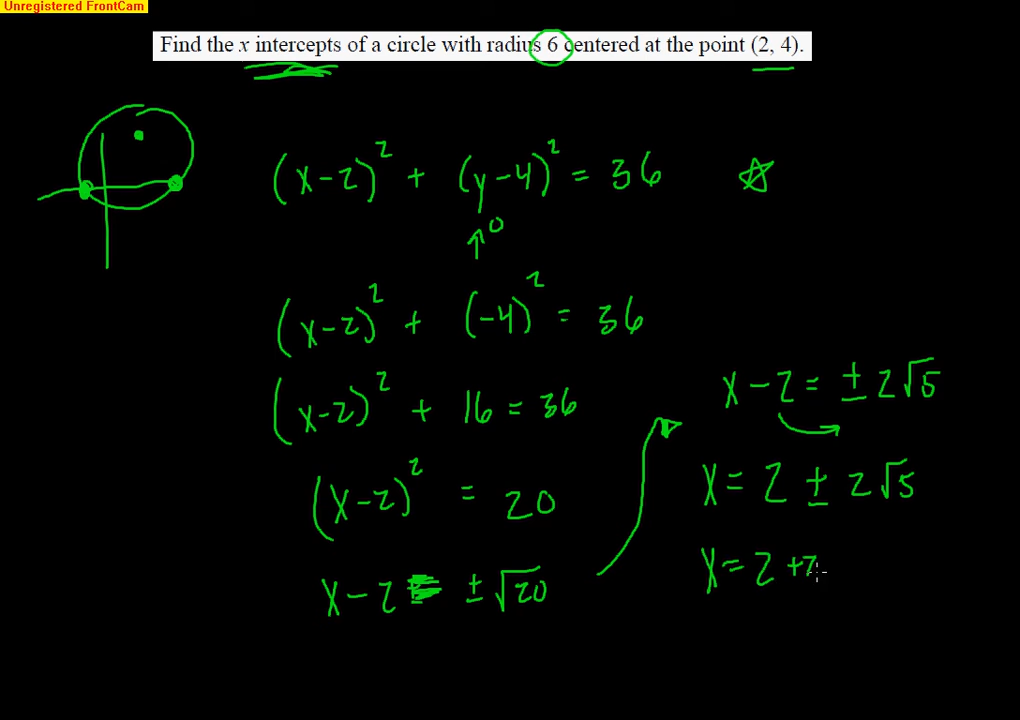 Unregistered FrontCam
Find the x intercepts of a circle with radius 6 centered at the point (2, 4).
(x-2)² + (y-4)² = 36
0
(x-2)² + (-4)² = 36
(x-2)² + 16 = 36
(x-2)² = 20
x-2 = ±√20
x-2 = ±2√5
x = 2 ± 2√5
x = 2 +